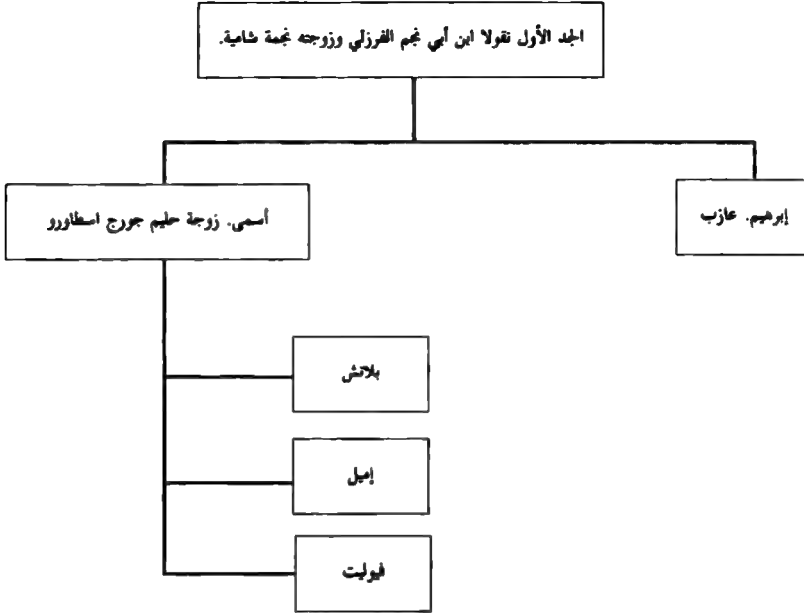 الجد الأول نقولا ابن أبي نجم الفرزلي وزوجته نجمة شامية.
إبرهيم. عازب
أسمى. زوجة حليم جورج اسطاورو
بلانش
إميل
فيوليت